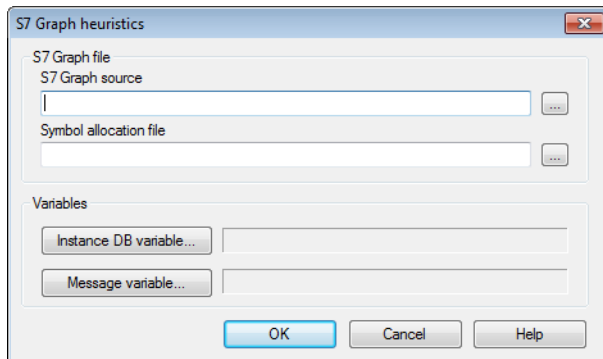 S7 Graph heuristics
S7 Graph file
S7 Graph source
...
Symbol allocation file
...
Variables
Instance DB variable...
Message variable...
OK Cancel Help